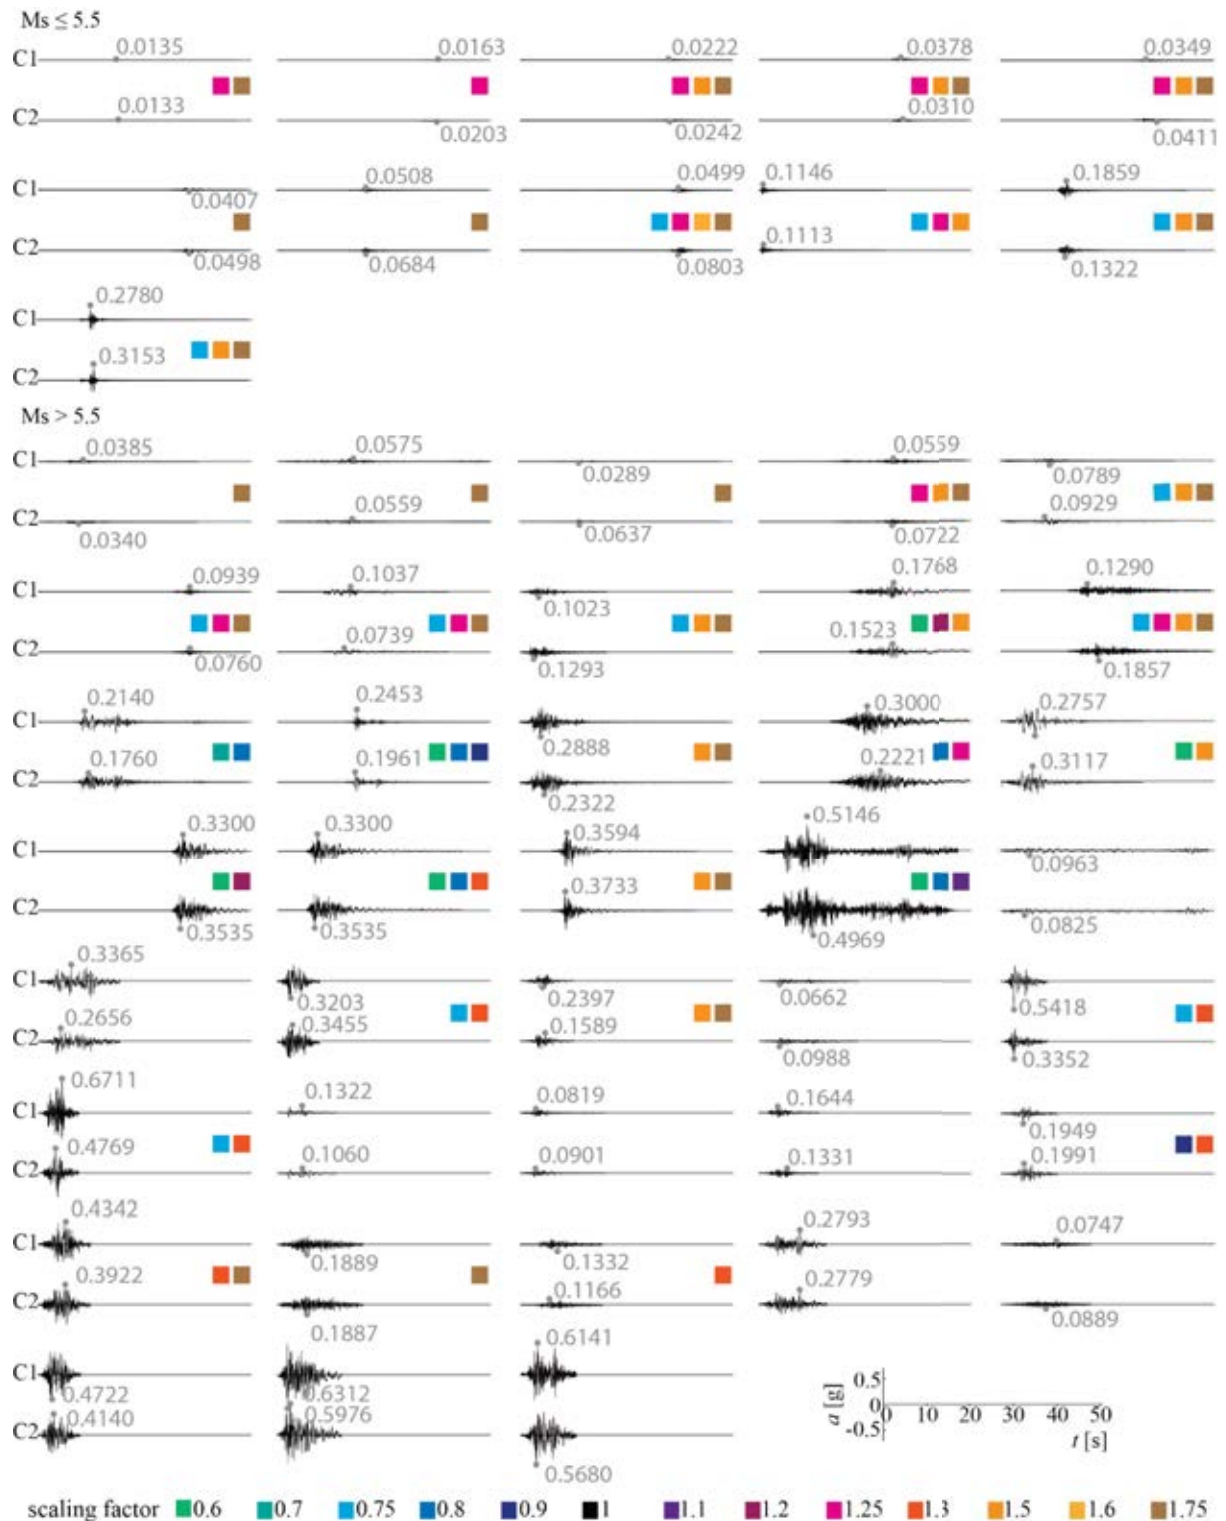 Ms ≤ 5.5
0.0135 0.0163 0.0222 0.0378 0.0349
C1
0.0133 0.0203 0.0242 0.0310 0.0411
C2
C1 0.0508 0.0499 0.1146 0.1859
0.0407
C2 0.1113
0.0498 0.0684 0.0803 0.1322
0.2780
C1
0.3153
C2
Ms > 5.5
0.0385 0.0575 0.0289 0.0559 0.0789
C1
0.0559 0.0929
C2
0.0340 0.0637 0.0722
0.0939 0.1037 0.1768 0.1290
C1
0.1023
0.0739 0.1523
C2
0.0760 0.1293 0.1857
0.2140 0.2453 0.3000 0.2757
C1
0.2888
0.1760 0.1961 0.2221 0.3117
C2
0.2322
0.3300 0.3300 0.3594 0.5146
C1
0.0963
0.3733
C2
0.3535 0.3535 0.4969 0.0825
0.3365
C1
0.3203 0.2397 0.0662 0.5418
0.2656 0.3455 0.1589
C2
0.0988 0.3352
0.6711 0.1322 0.0819 0.1644
C1
0.1949
0.4769 0.1060 0.0901 0.1331 0.1991
C2
0.4342 0.2793 0.0747
C1
0.1889 0.1332
0.3922 0.1166 0.2779
C2
0.1887 0.0889
0.6141
C1
0.4722 0.6312
0.4140 0.5976
C2
0.5680
a [g]
0.5
0
-0.5
0 10 20 30 40 50
t [s]
scaling factor 0.6 0.7 0.75 0.8 0.9 1 1.1 1.2 1.25 1.3 1.5 1.6 1.75